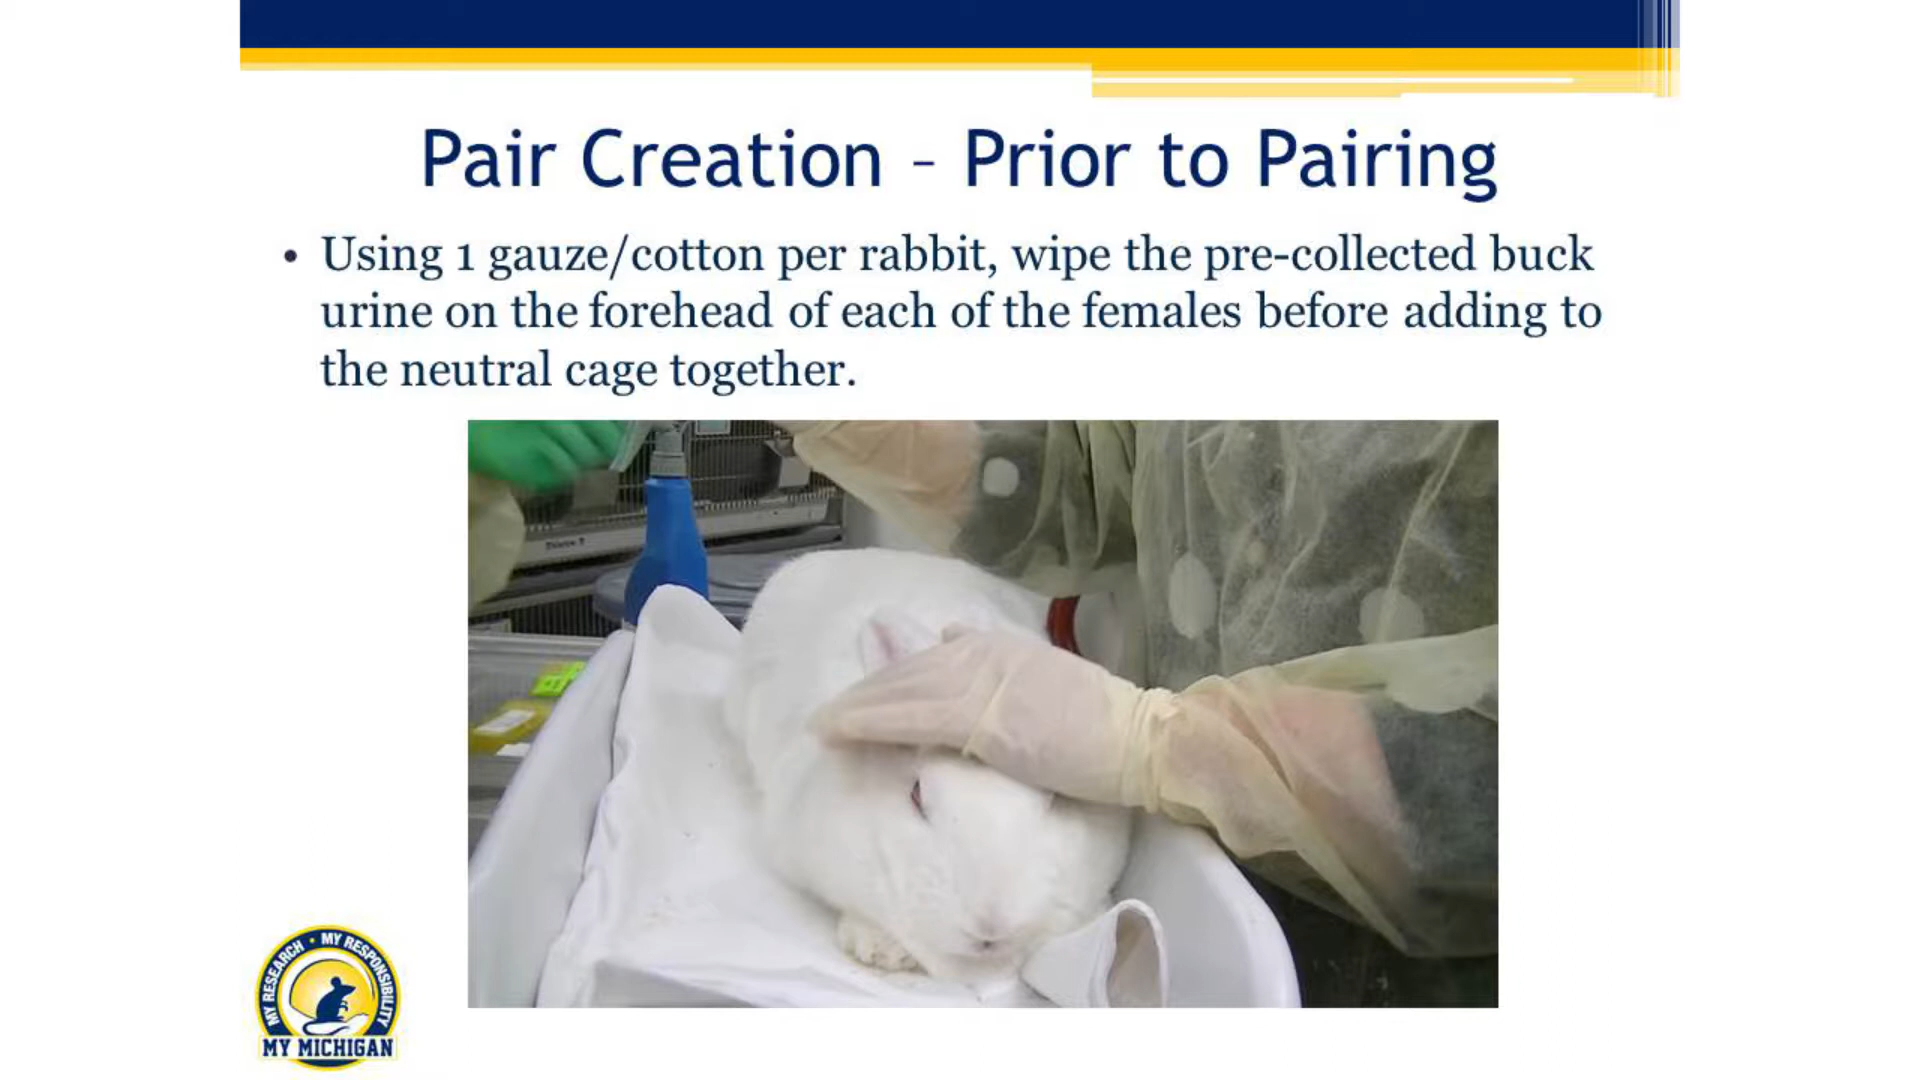 Pair Creation – Prior to Pairing
• Using 1 gauze/cotton per rabbit, wipe the pre-collected buck
urine on the forehead of each of the females before adding to
the neutral cage together.
MY RESEARCH • MY RESPONSIBILITY
MY MICHIGAN